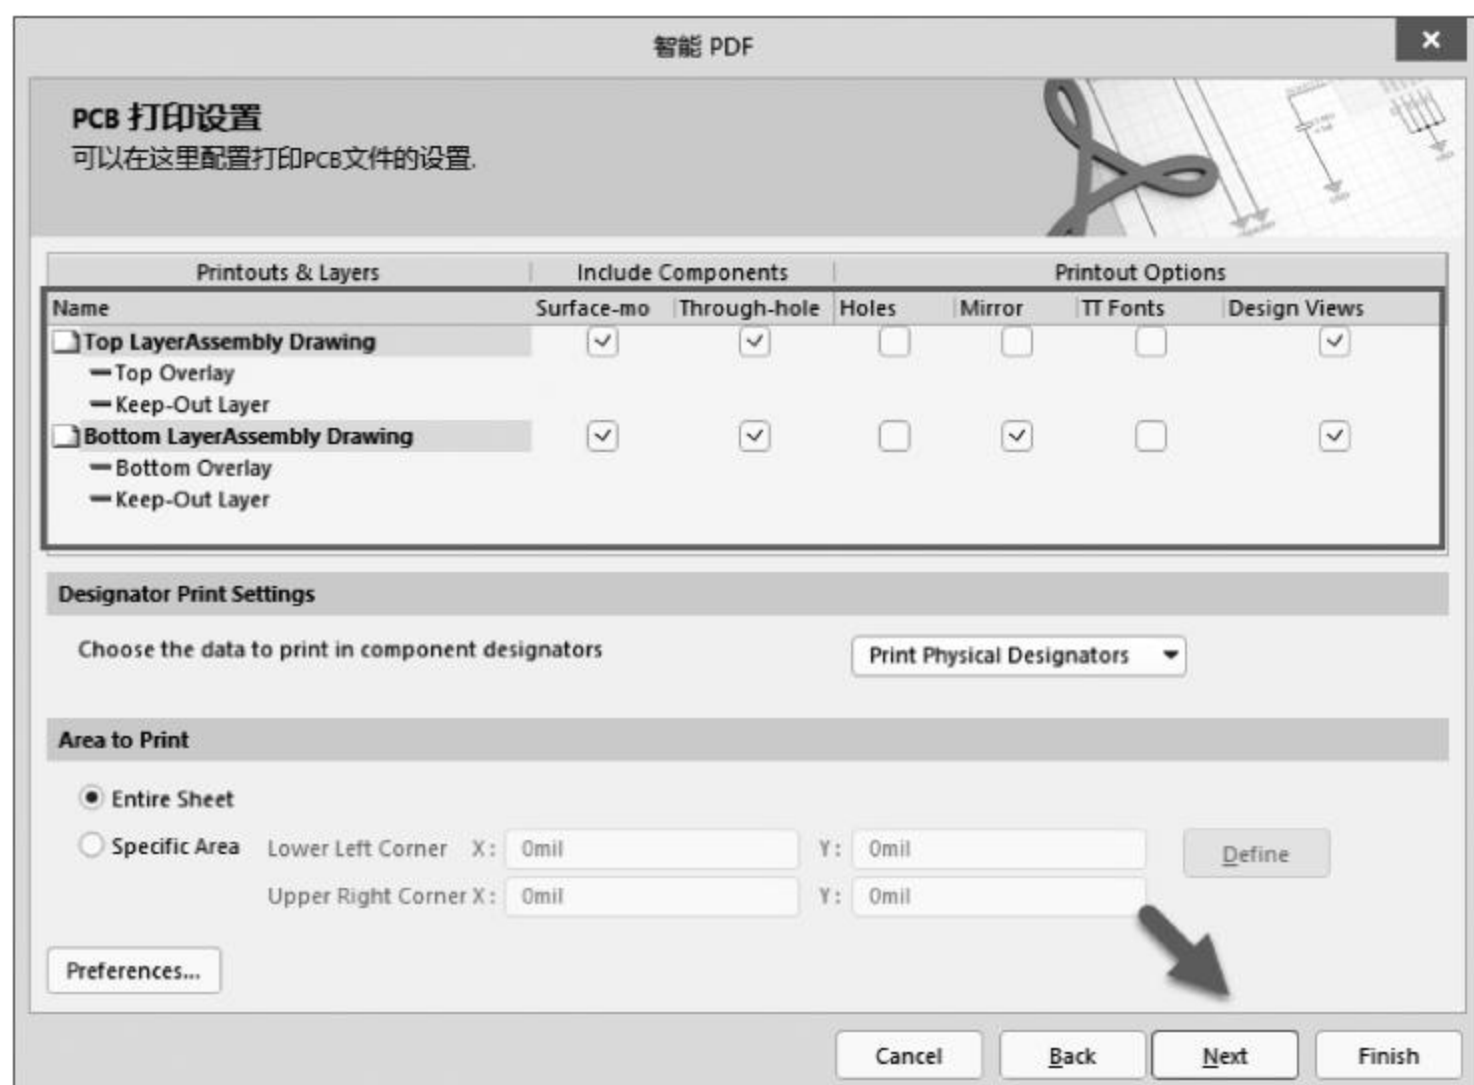 智能 PDF
PCB 打印设置
可以在这里配置打印PCB文件的设置.
Printouts & Layers Include Components Printout Options
Name Surface-mo Through-hole Holes Mirror TT Fonts Design Views
Top LayerAssembly Drawing
Top Overlay
Keep-Out Layer
Bottom LayerAssembly Drawing
Bottom Overlay
Keep-Out Layer
Designator Print Settings
Choose the data to print in component designators Print Physical Designators
Area to Print
Entire Sheet
Specific Area Lower Left Corner X: 0mil Y: 0mil Define
Upper Right Corner X: 0mil Y: 0mil
Preferences...
Cancel Back Next Finish